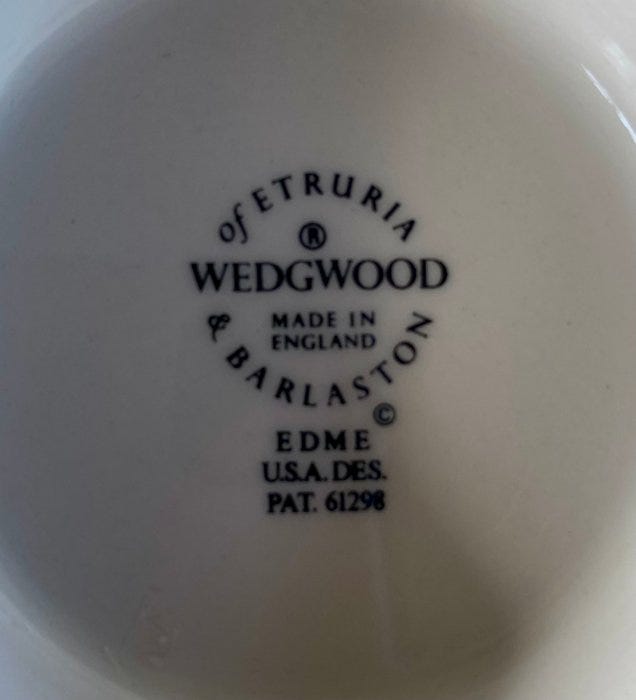 of ETRURIA
®
WEDGWOOD
MADE IN
ENGLAND
& BARLASTON
©
EDME
U.S.A. DES.
PAT. 61298